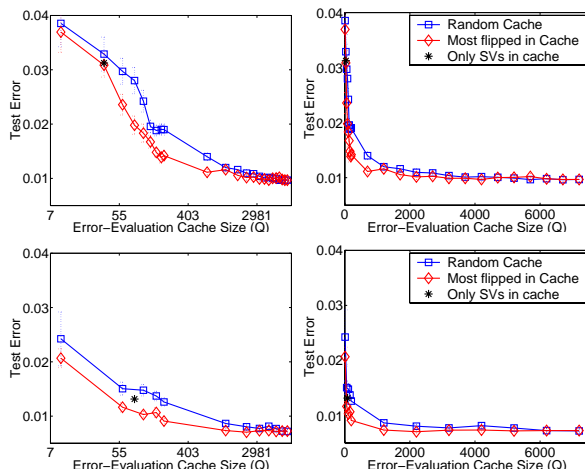 0.04
0.03
0.02
0.01
Test Error
7 55 403 2981
Error−Evaluation Cache Size (Q)
0.04
0.03
0.02
0.01
Test Error
0 2000 4000 6000
Error−Evaluation Cache Size (Q)
Random Cache
Most flipped in Cache
Only SVs in cache
0.04
0.03
0.02
0.01
Test Error
7 55 403 2981
Error−Evaluation Cache Size (Q)
0.04
0.03
0.02
0.01
Test Error
0 2000 4000 6000
Error−Evaluation Cache Size (Q)
Random Cache
Most flipped in Cache
Only SVs in cache